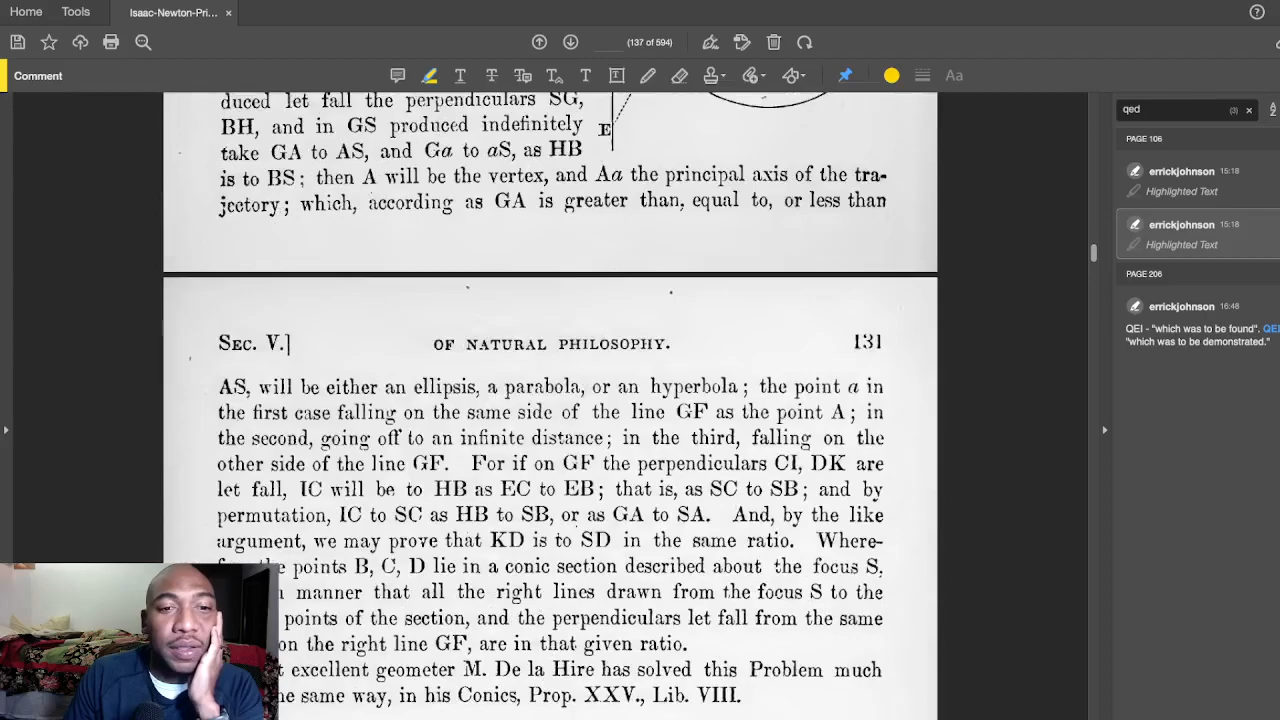 Home Tools Isaac-Newton-Pri... ×
(137 of 594)
Comment
Aa
qed (3) ×
PAGE 106
errickjohnson 15:18
Highlighted Text
errickjohnson 15:18
Highlighted Text
PAGE 206
errickjohnson 16:48
QEI - "which was to be found". QE
"which was to be demonstrated."
duced let fall the perpendiculars SG,
BH, and in GS produced indefinitely
E
take GA to AS, and Ga to aS, as HB
is to BS; then A will be the vertex, and Aa the principal axis of the tra-
jectory; which, according as GA is greater than, equal to, or less than
SEC. V.] OF NATURAL PHILOSOPHY. 131
AS, will be either an ellipsis, a parabola, or an hyperbola; the point a in
the first case falling on the same side of the line GF as the point A; in
the second, going off to an infinite distance; in the third, falling on the
other side of the line GF. For if on GF the perpendiculars CI, DK are
let fall, IC will be to HB as EC to EB; that is, as SC to SB; and by
permutation, IC to SC as HB to SB, or as GA to SA. And, by the like
argument, we may prove that KD is to SD in the same ratio. Where-
the points B, C, D lie in a conic section described about the focus S,
manner that all the right lines drawn from the focus S to the
points of the section, and the perpendiculars let fall from the same
on the right line GF, are in that given ratio.
excellent geometer M. De la Hire has solved this Problem much
same way, in his Conics, Prop. XXV., Lib. VIII.